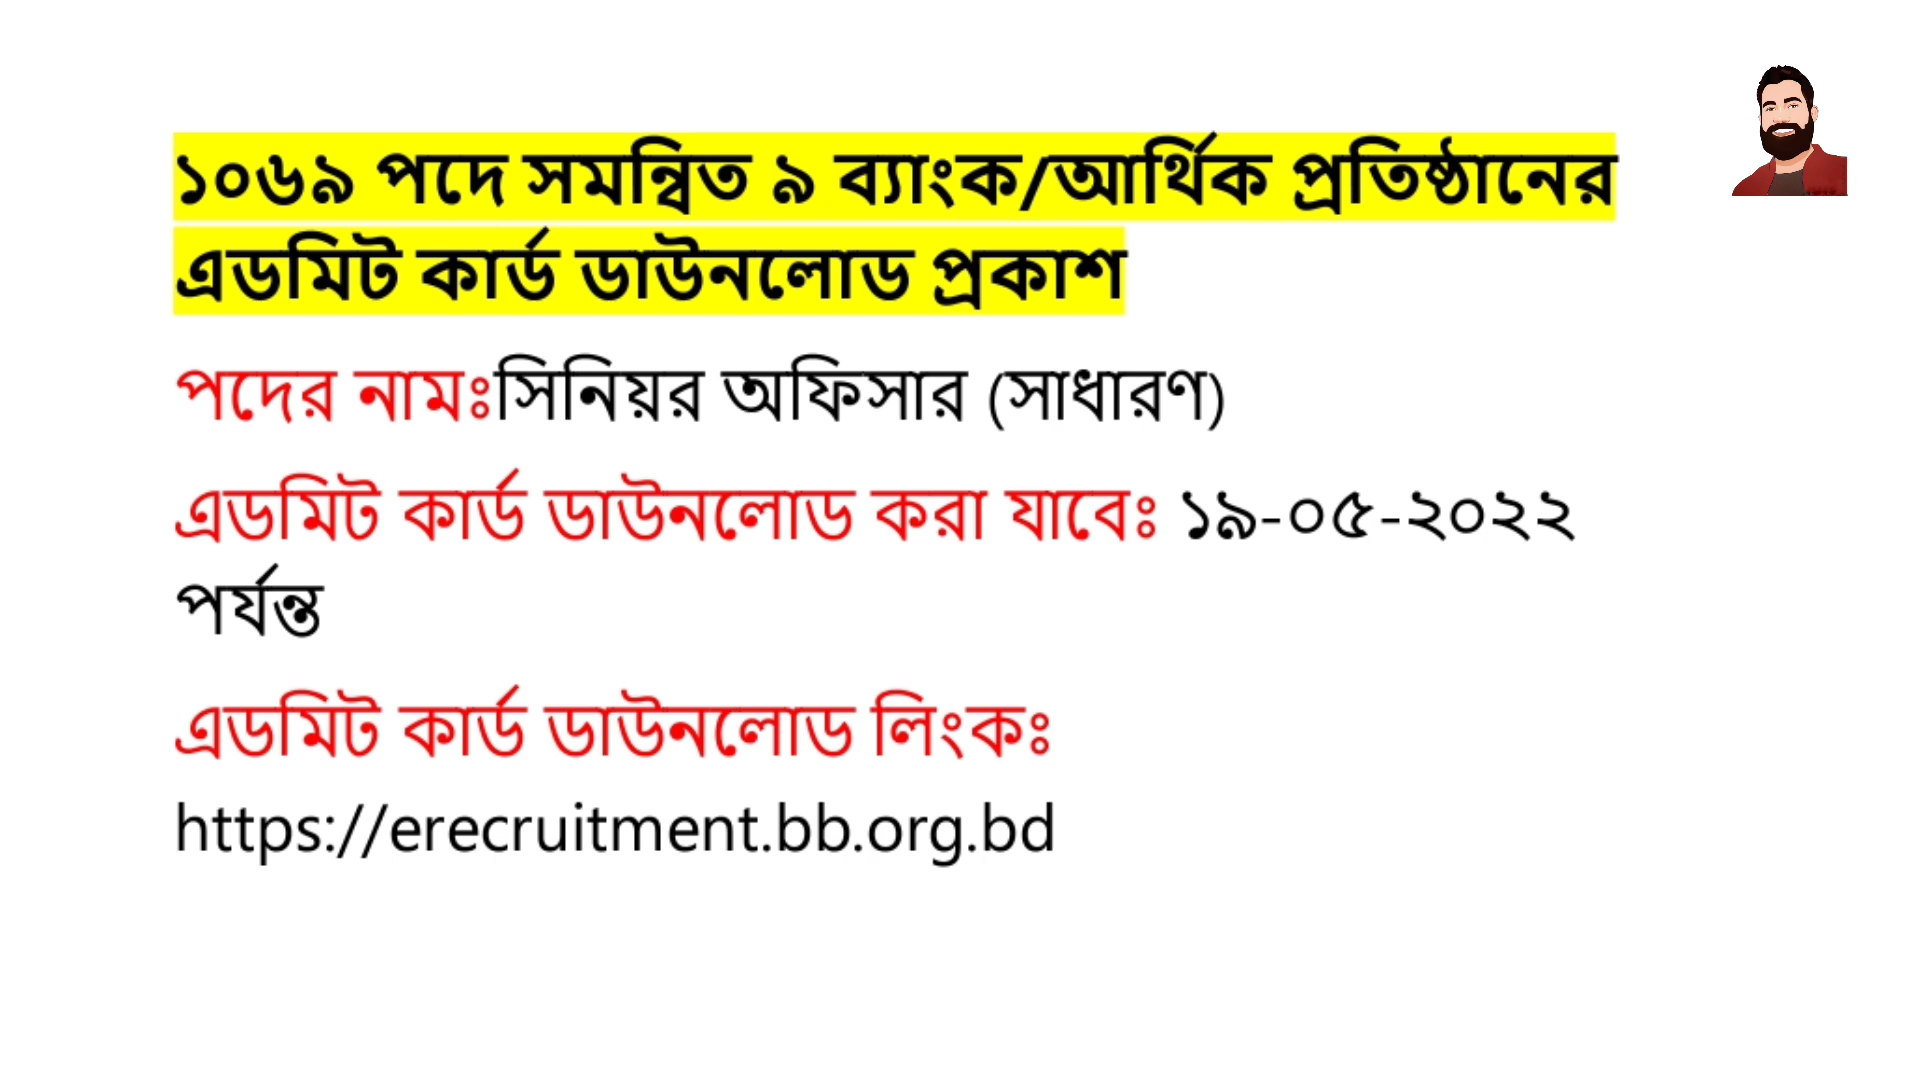 ১০৬৯ পদে সমন্বিত ৯ ব্যাংক/আর্থিক প্রতিষ্ঠানের
এডমিট কার্ড ডাউনলোড প্রকাশ
পদের নামঃসিনিয়র অফিসার (সাধারণ)
এডমিট কার্ড ডাউনলোড করা যাবেঃ ১৯-০৫-২০২২
পর্যন্ত
এডমিট কার্ড ডাউনলোড লিংকঃ
https://erecruitment.bb.org.bd